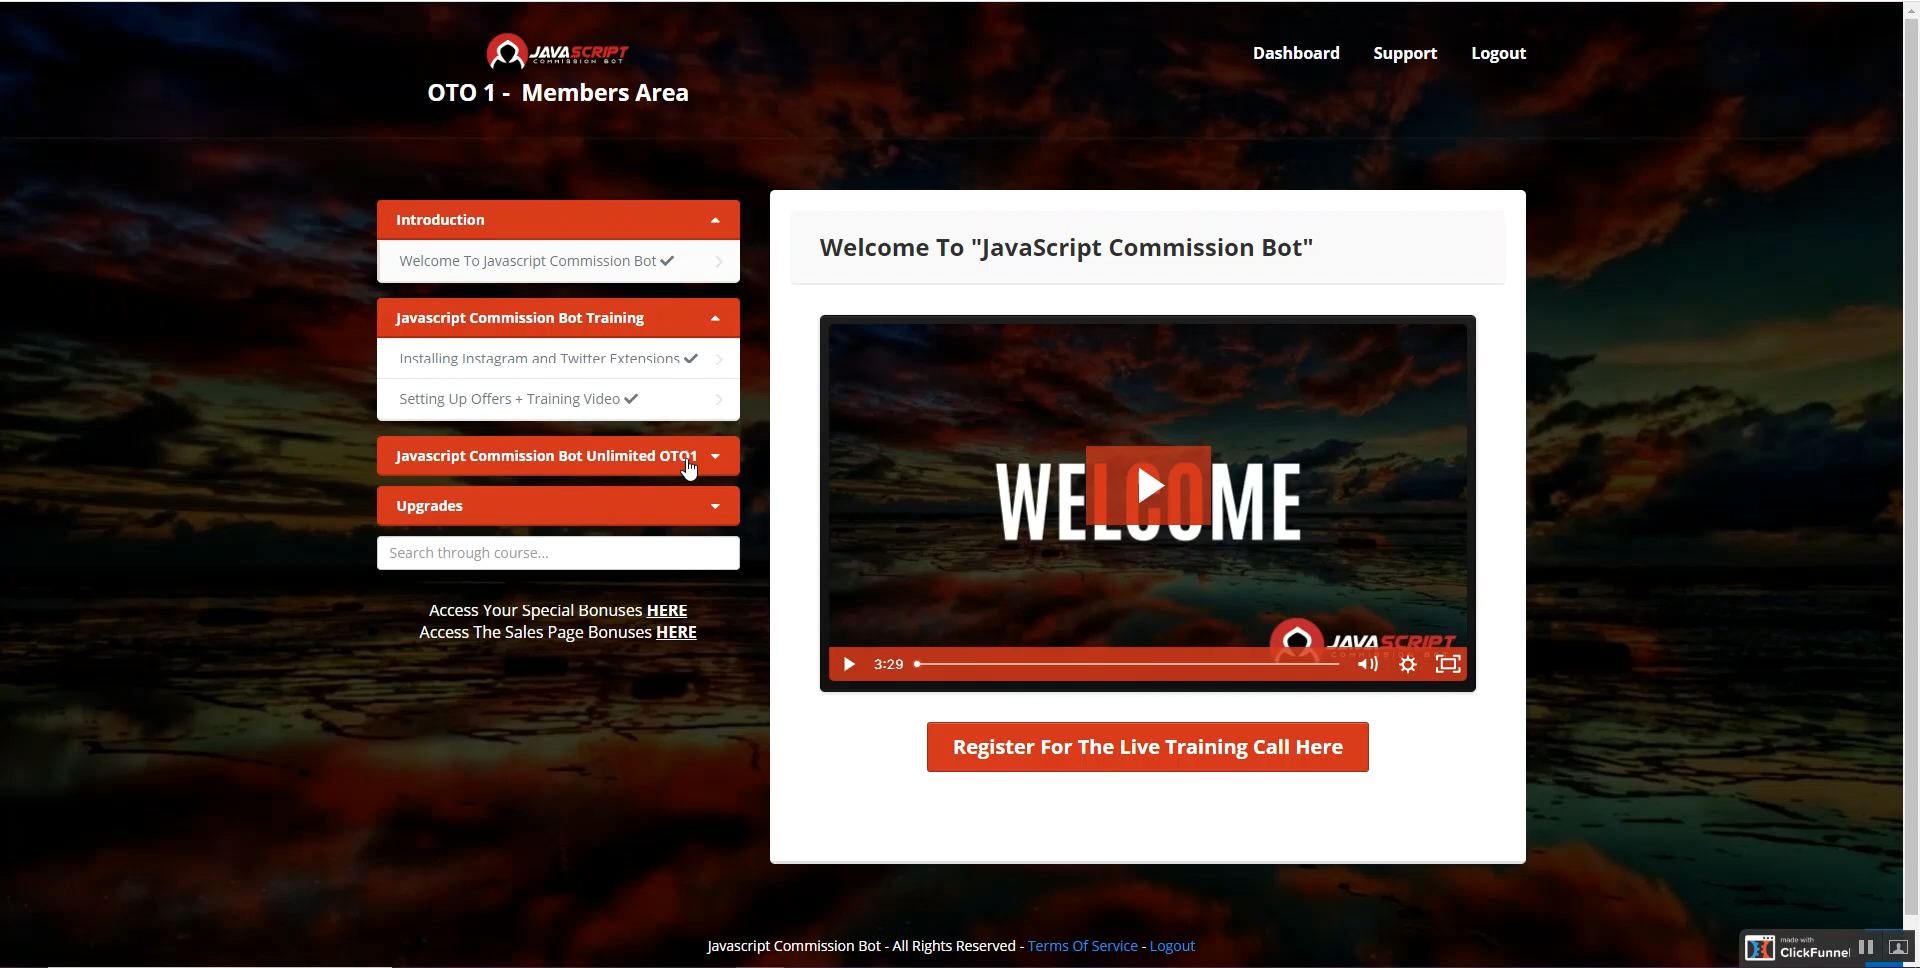 JAVASCRIPT
COMMISSION BOT
OTO 1 - Members Area
Dashboard Support Logout
Introduction
Welcome To Javascript Commission Bot
Javascript Commission Bot Training
Installing Instagram and Twitter Extensions
Setting Up Offers + Training Video
Javascript Commission Bot Unlimited OTO1
Upgrades
Search through course...
Access Your Special Bonuses HERE
Access The Sales Page Bonuses HERE
Welcome To "JavaScript Commission Bot"
WELCOME
JAVASCRIPT
3:29
Register For The Live Training Call Here
Javascript Commission Bot - All Rights Reserved - Terms Of Service - Logout
made with
ClickFunnel